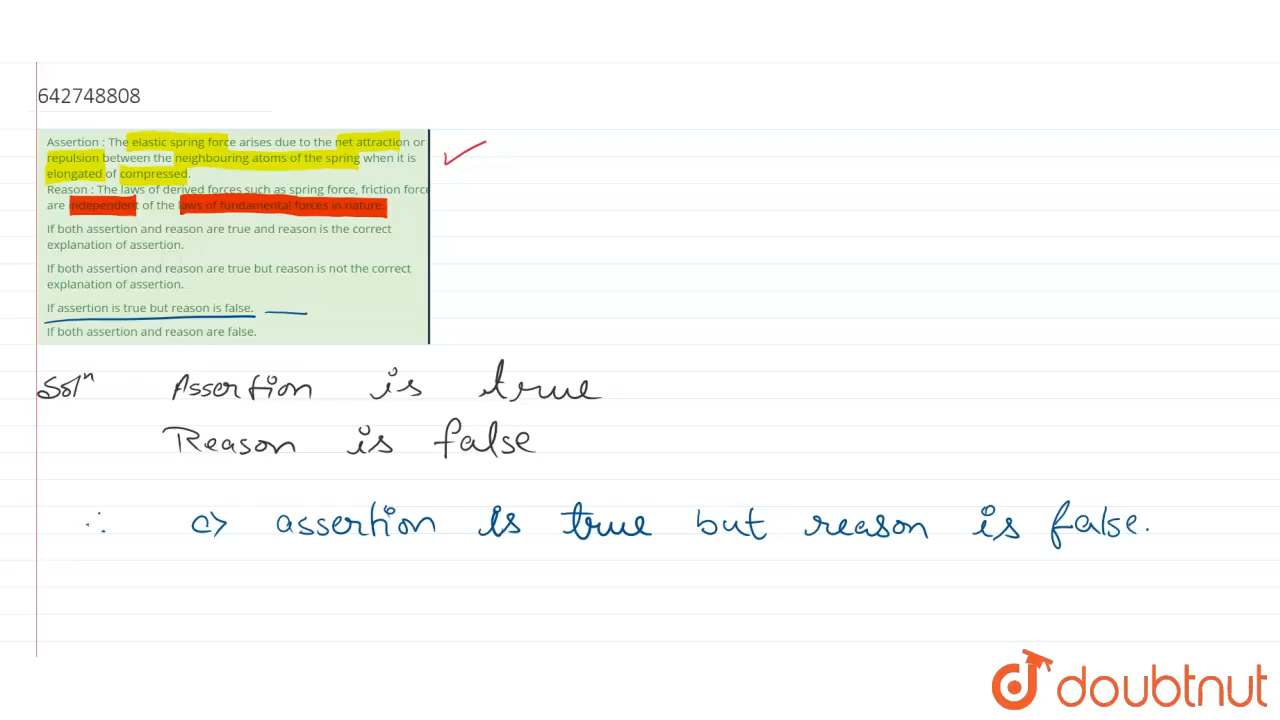 642748808
Assertion : The elastic spring force arises due to the net attraction or
repulsion between the neighbouring atoms of the spring when it is
elongated of compressed.
Reason : The laws of derived forces such as spring force, friction force
are independent of the laws of fundamental forces in nature.
If both assertion and reason are true and reason is the correct
explanation of assertion.
If both assertion and reason are true but reason is not the correct
explanation of assertion.
If assertion is true but reason is false.
If both assertion and reason are false.
Solⁿ Assertion is true
Reason is false
∴ c> assertion is true but reason is false.
doubtnut